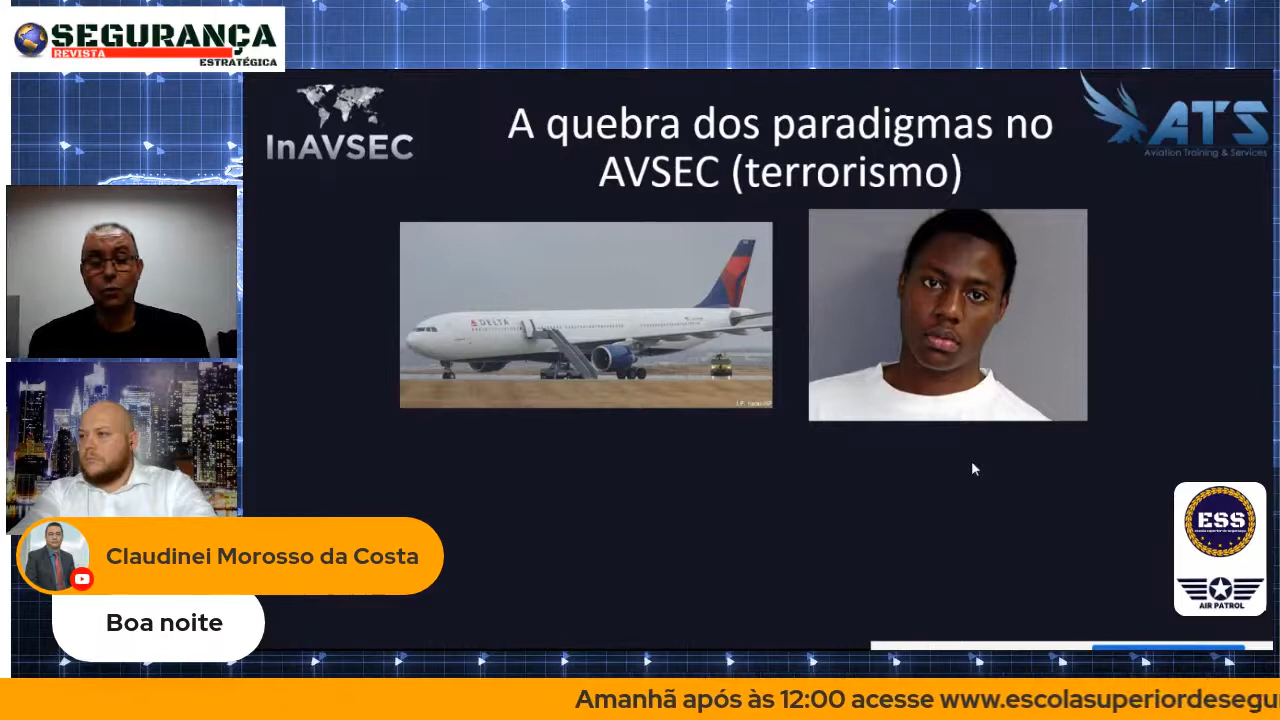 SEGURANÇA
REVISTA
ESTRATÉGICA
InAVSEC
A quebra dos paradigmas no
AVSEC (terrorismo)
ATS
Aviation Training & Services
DELTA
ESS
AIR PATROL
Claudinei Morosso da Costa
Boa noite
Amanhã após às 12:00 acesse www.escolasuperiordesegu